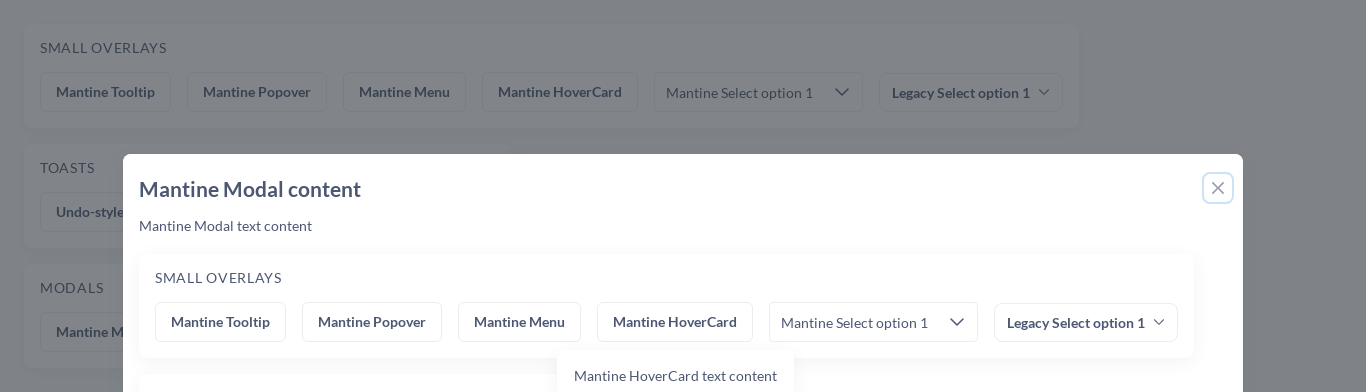 SMALL OVERLAYS
Mantine Tooltip Mantine Popover Mantine Menu Mantine HoverCard Mantine Select option 1 Legacy Select option 1
TOASTS
Undo-style
MODALS
Mantine M
Mantine Modal content
Mantine Modal text content
SMALL OVERLAYS
Mantine Tooltip Mantine Popover Mantine Menu Mantine HoverCard Mantine Select option 1 Legacy Select option 1
Mantine HoverCard text content